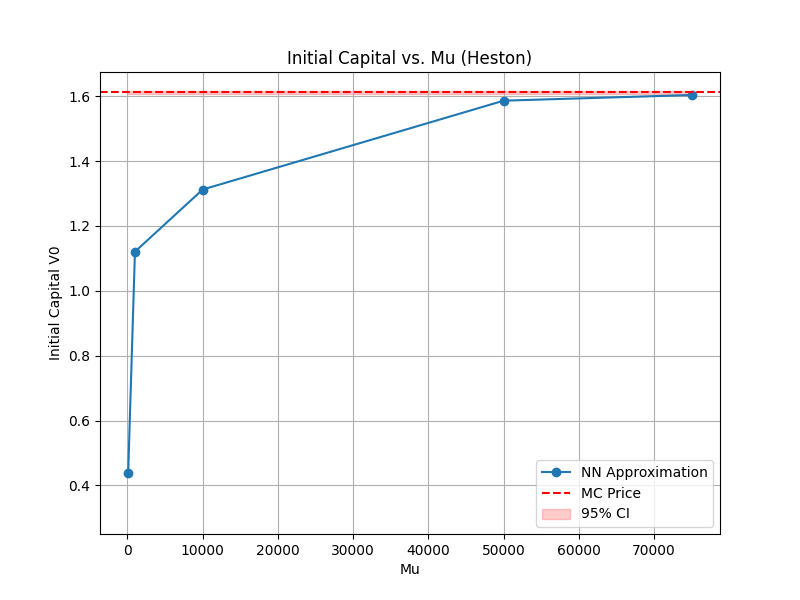 Initial Capital vs. Mu (Heston)
Initial Capital V0
1.6
1.4
1.2
1.0
0.8
0.6
0.4
NN Approximation
MC Price
95% CI
0 10000 20000 30000 40000 50000 60000 70000
Mu